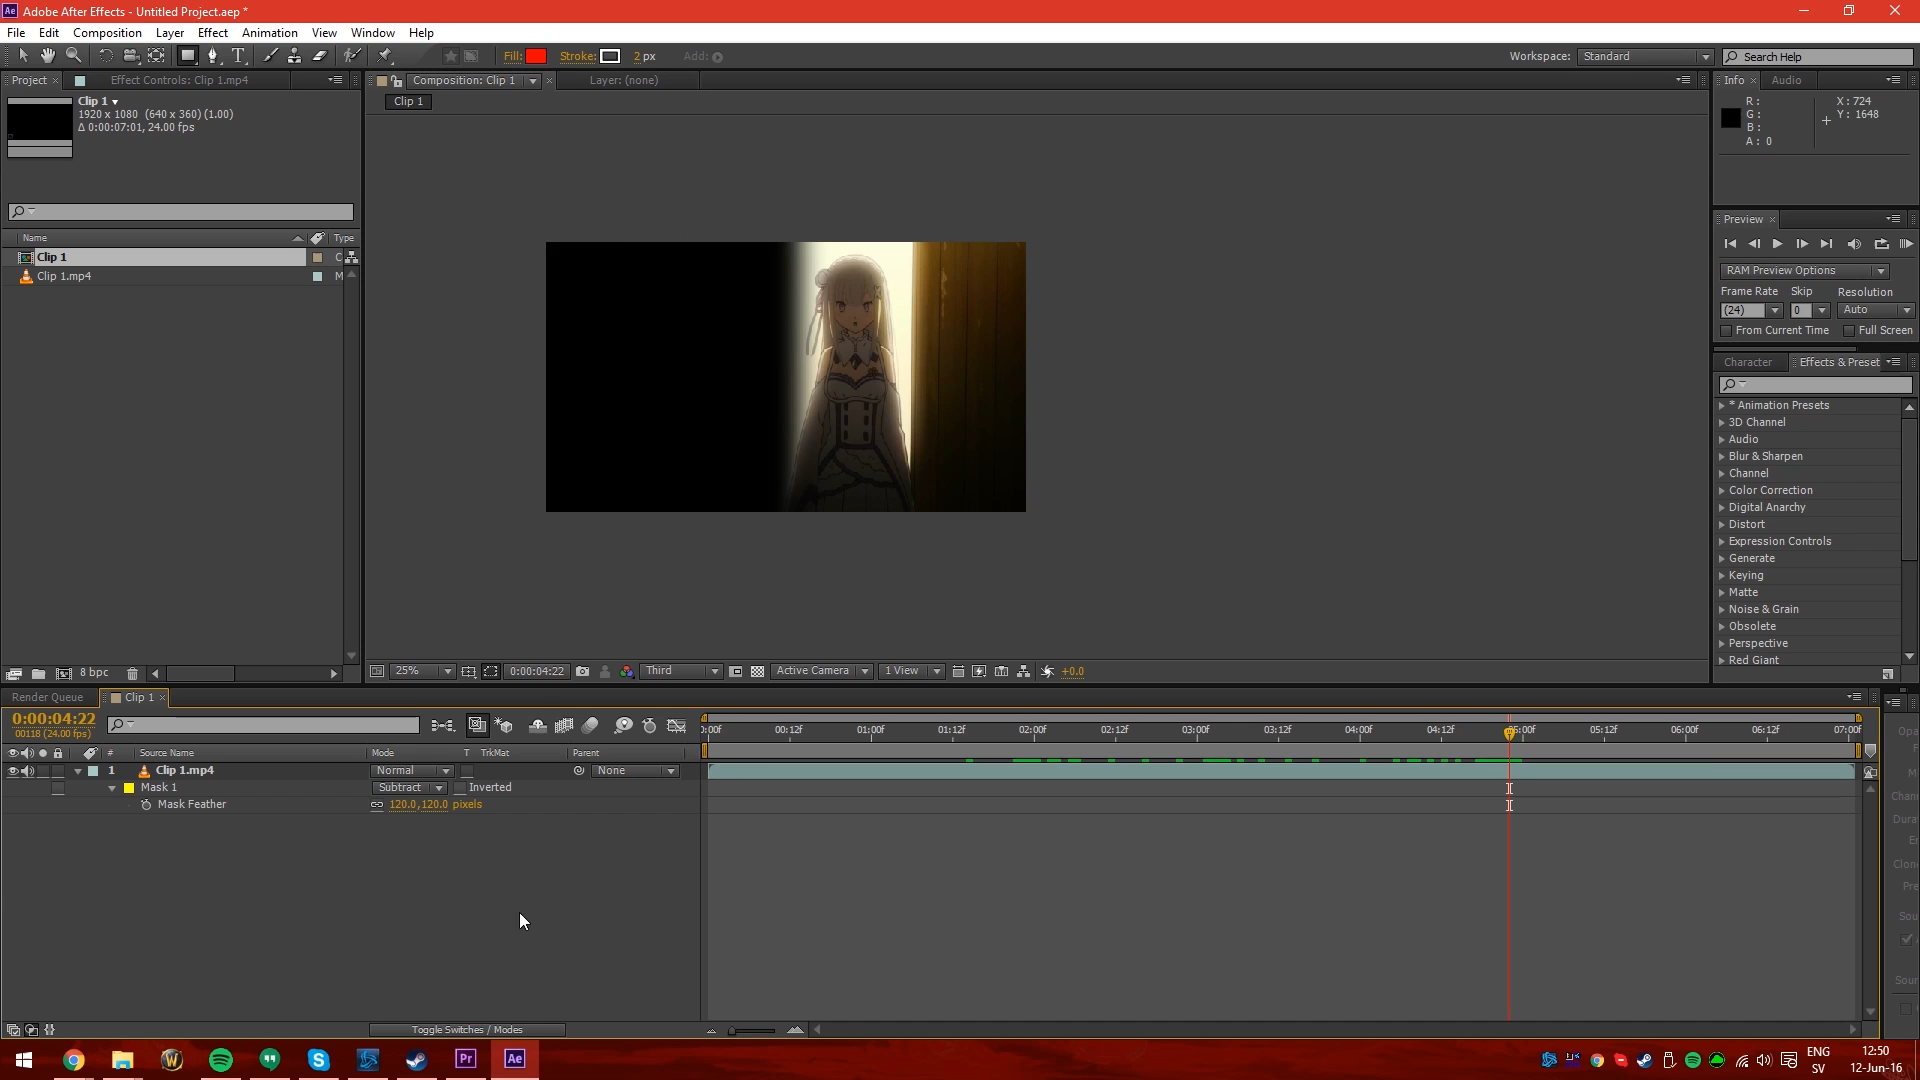 Adobe After Effects - Untitled Project.aep *
File Edit Composition Layer Effect Animation View Window Help
Fill: Stroke: 2 px Add:
Workspace: Standard Search Help
Project Effect Controls: Clip 1.mp4
Composition: Clip 1 Layer: (none)
Info Audio
Clip 1
1920 x 1080 (640 x 360) (1.00)
Δ 0:00:07:01, 24.00 fps
Clip 1
R :
G :
B :
A : 0
X : 724
Y : 1648
Preview
RAM Preview Options
Frame Rate Skip Resolution
(24) 0 Auto
From Current Time Full Screen
Name Type
Clip 1 C
Clip 1.mp4 M
Character Effects & Preset
* Animation Presets
3D Channel
Audio
Blur & Sharpen
Channel
Color Correction
Digital Anarchy
Distort
Expression Controls
Generate
Keying
Matte
Noise & Grain
Obsolete
Perspective
Red Giant
8 bpc
25% 0:00:04:22 Third Active Camera 1 View +0.0
Render Queue Clip 1
0:00:04:22
00118 (24.00 fps)
00:12f 01:00f 01:12f 02:00f 02:12f 03:00f 03:12f 04:00f 04:12f 05:12f 06:00f 06:12f 07:00f
# Source Name Mode T TrkMat Parent
1 Clip 1.mp4 Normal None
Mask 1 Subtract Inverted
Mask Feather 120.0,120.0 pixels
Toggle Switches / Modes
Pr Ae
ENG
SV
12:50
12-Jun-16